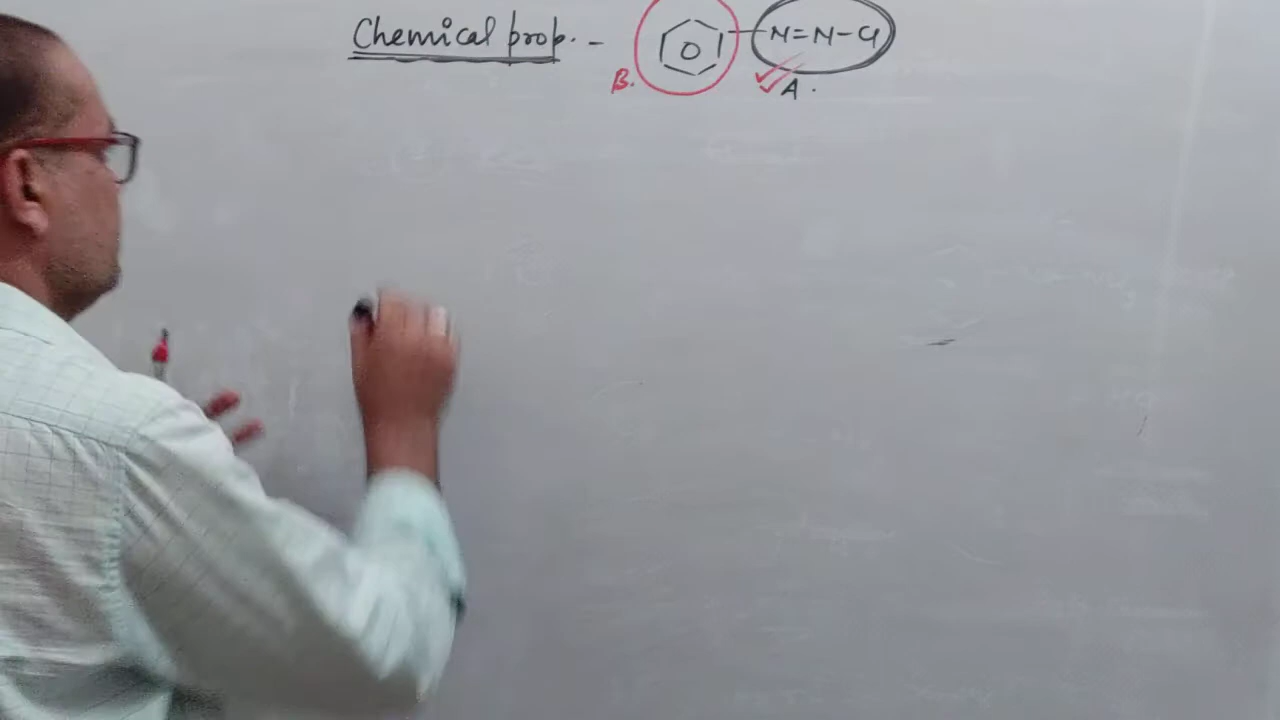 Chemical prop. - -N=N-Cl
B. A.